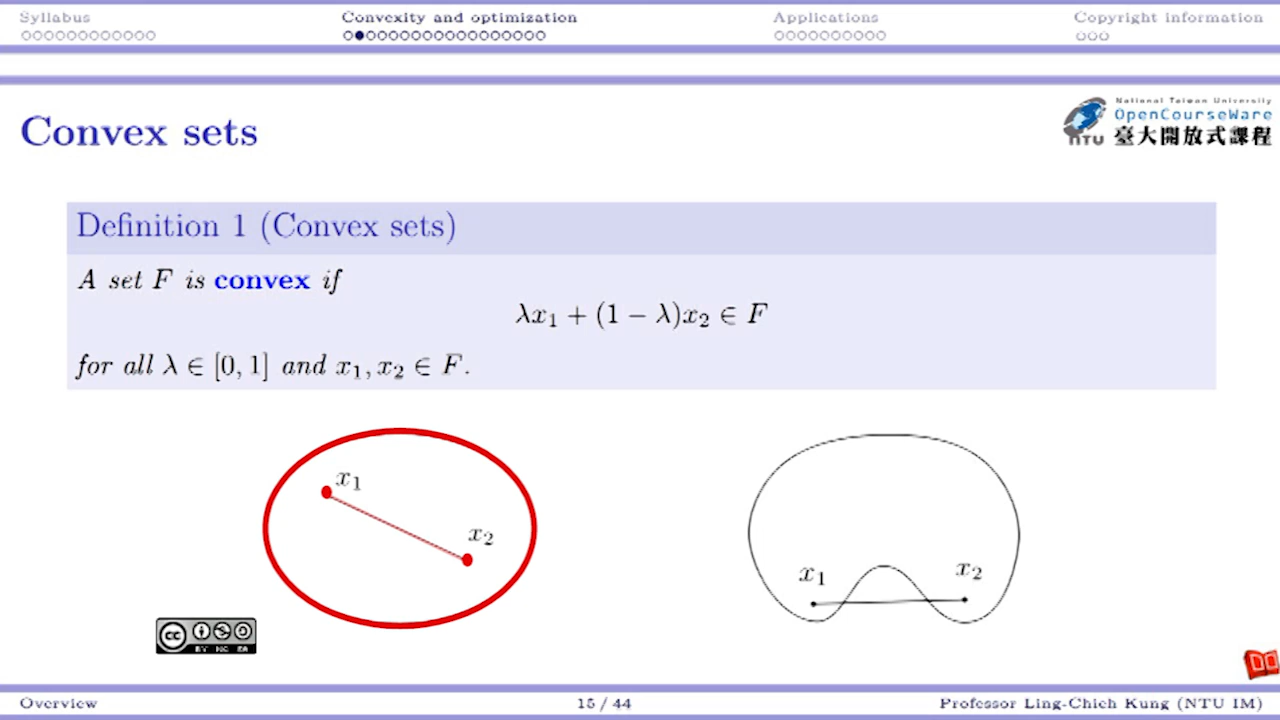 Syllabus
Convexity and optimization
Applications
Copyright information
Convex sets
National Taiwan University
OpenCourseWare
NTU 臺大開放式課程
Definition 1 (Convex sets)
A set F is convex if
λx₁ + (1 − λ)x₂ ∈ F
for all λ ∈ [0, 1] and x₁, x₂ ∈ F.
x₁
x₂
x₁
x₂
cc
BY NC SA
Overview
15 / 44
Professor Ling-Chieh Kung (NTU IM)